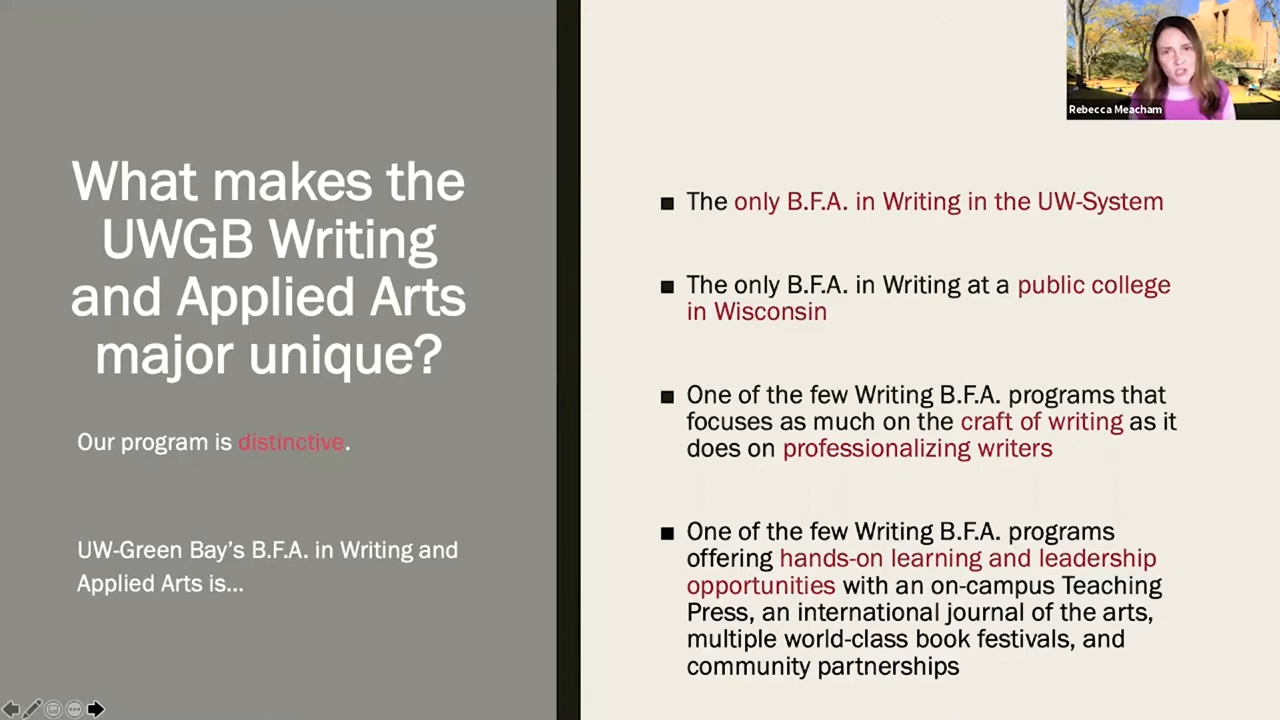 What makes the
UWGB Writing
and Applied Arts
major unique?
Our program is distinctive.
UW-Green Bay’s B.F.A. in Writing and
Applied Arts is...
Rebecca Meacham
■ The only B.F.A. in Writing in the UW-System
■ The only B.F.A. in Writing at a public college
in Wisconsin
■ One of the few Writing B.F.A. programs that
focuses as much on the craft of writing as it
does on professionalizing writers
■ One of the few Writing B.F.A. programs
offering hands-on learning and leadership
opportunities with an on-campus Teaching
Press, an international journal of the arts,
multiple world-class book festivals, and
community partnerships